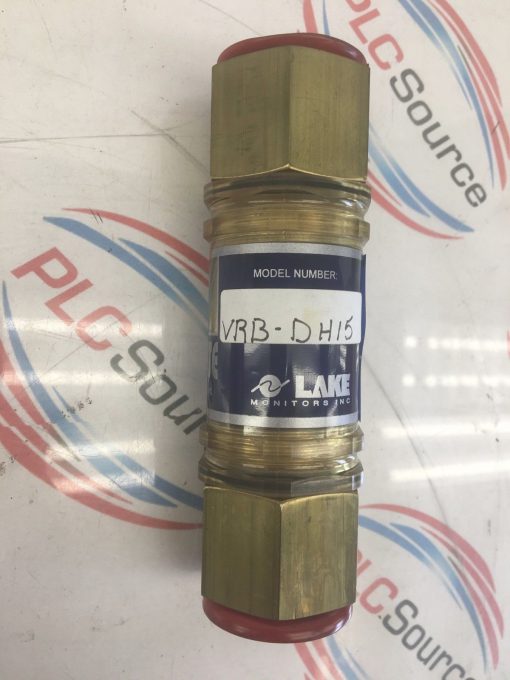 PLC
Source
MODEL NUMBER:
VRB-DH15
LAKE
MONITORS INC
PLC
Source
PLC
Source